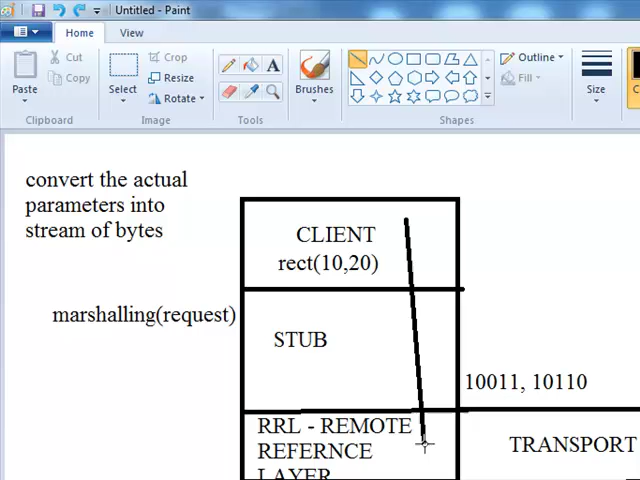 Untitled - Paint
Home
View
Paste
Cut
Copy
Clipboard
Select
Crop
Resize
Rotate
Image
Tools
Brushes
Shapes
Outline
Fill
Size
convert the actual
parameters into
stream of bytes
CLIENT
rect(10,20)
marshalling(request)
STUB
10011, 10110
RRL - REMOTE
REFERNCE
LAYER
TRANSPORT